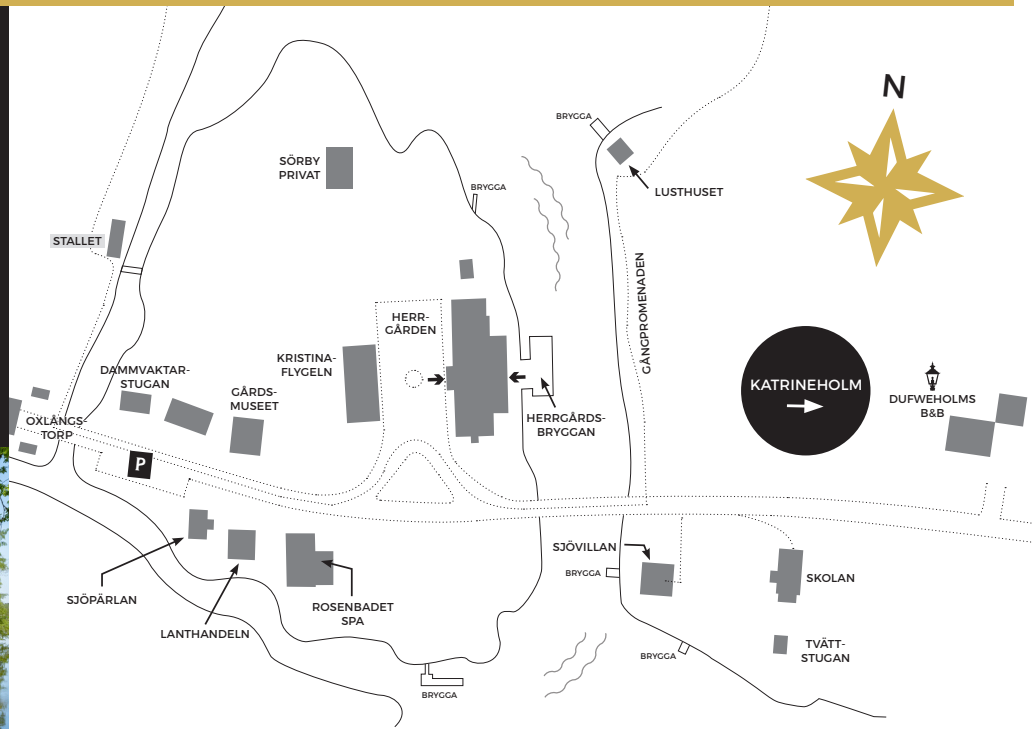 N
BRYGGA
SÖRBY
PRIVAT
BRYGGA
LUSTHUSET
STALLET
GÅNGPROMENADEN
HERR-
GÅRDEN
KRISTINA-
FLYGELN
DAMMVAKTAR-
STUGAN
GÅRDS-
MUSEET
KATRINEHOLM
DUFWEHOLMS
B&B
OXLÅNGS-
TORP
HERRGÅRDS-
BRYGGAN
P
SJÖVILLAN
BRYGGA
SKOLAN
SJÖPÄRLAN
ROSENBADET
SPA
LANTHANDELN
TVÄTT-
STUGAN
BRYGGA
BRYGGA